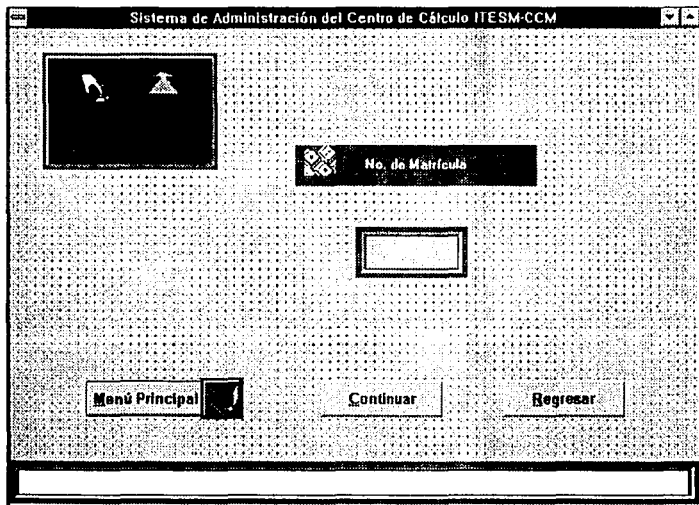 Sistema de Administración del Centro de Cálculo ITESM-CCM
No. de Matrícula
Menú Principal
Continuar
Regresar